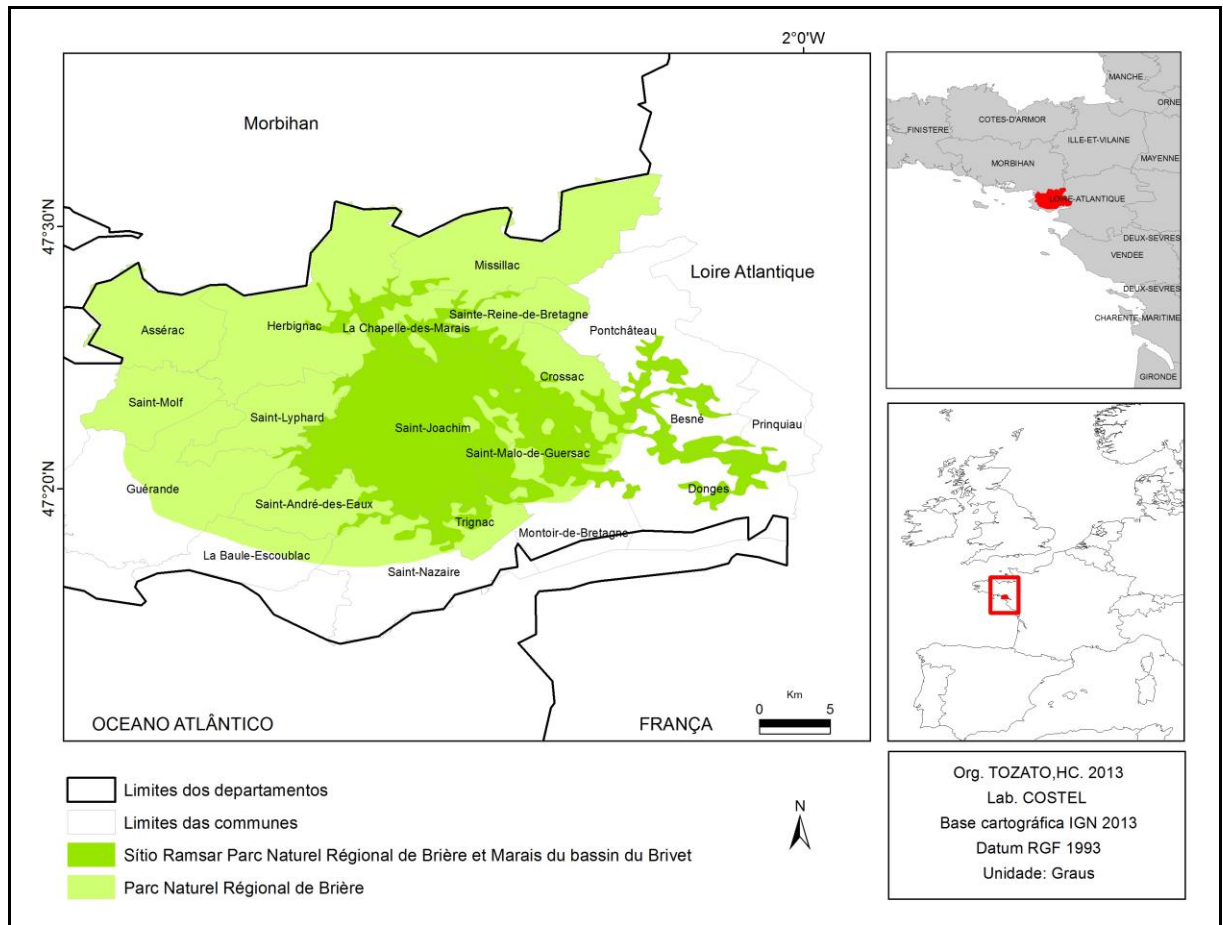 2°0'W
47°30'N
47°20'N
Morbihan
Loire Atlantique
Missillac
Assérac
Herbignac
La Chapelle-des-Marais
Sainte-Reine-de-Bretagne
Pontchâteau
Crossac
Saint-Molf
Saint-Lyphard
Saint-Joachim
Besné
Prinquiau
Saint-Malo-de-Guersac
Guérande
Saint-André-des-Eaux
Donges
Trignac
Montoir-de-Bretagne
La Baule-Escoublac
Saint-Nazaire
Km
0 5
OCEANO ATLÂNTICO
FRANÇA
MANCHE
ORNE
COTES-D'ARMOR
FINISTERE
ILLE-ET-VILAINE
MORBIHAN
MAYENNE
LOIRE-ATLANTIQUE
DEUX-SEVRES
VENDEE
DEUX-SEVRES
CHARENTE-MARITIME
GIRONDE
Limites dos departamentos
Limites das communes
Sítio Ramsar Parc Naturel Régional de Brière et Marais du bassin du Brivet
Parc Naturel Régional de Brière
N
Org. TOZATO,HC. 2013
Lab. COSTEL
Base cartográfica IGN 2013
Datum RGF 1993
Unidade: Graus